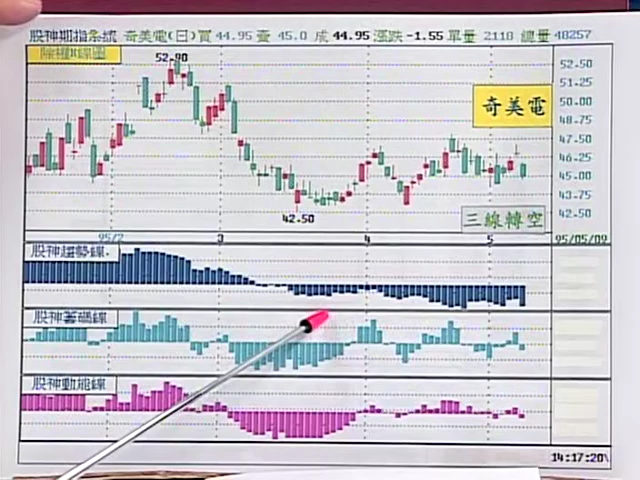 股神期指系統 奇美電(日)買 44.95 賣 45.0 成 44.95 漲跌 -1.55 單量 2118 總量 48257
除權K線圖
52.90
52.50
51.25
奇美電
50.00
48.75
47.50
46.25
45.00
43.75
42.50
42.50
三線轉空
95/2 3 4 5 95/05/09
股神趨勢線
股神籌碼線
股神動能線
14:17:20